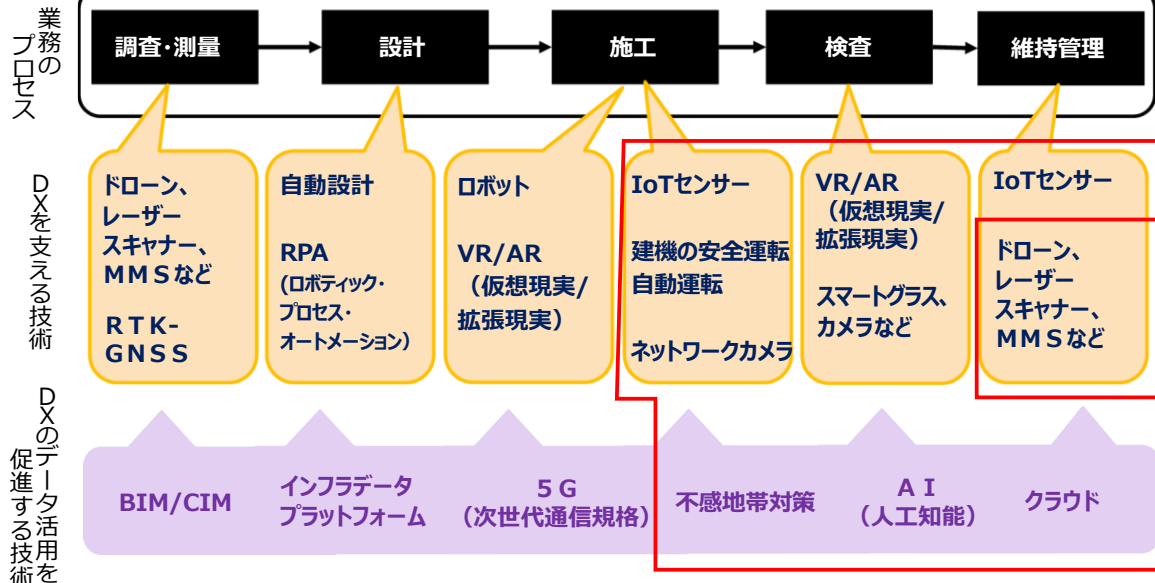 業務の
プロセス
調査・測量
設計
施工
検査
維持管理
DXを支える技術
ドローン、
レーザー
スキャナー、
ＭＭＳなど
ＲＴＫ-
ＧＮＳＳ
自動設計
RPA
(ロボティック・
プロセス・
オートメーション）
ロボット
VR/AR
（仮想現実/
拡張現実）
IoTセンサー
建機の安全運転
自動運転
ネットワークカメラ
VR/AR
（仮想現実/
拡張現実）
スマートグラス、
カメラなど
IoTセンサー
ドローン、
レーザー
スキャナー、
ＭＭＳなど
DXのデータ活用を
促進する技術
BIM/CIM
インフラデータ
プラットフォーム
５Ｇ
（次世代通信規格）
不感地帯対策
ＡＩ
（人工知能）
クラウド